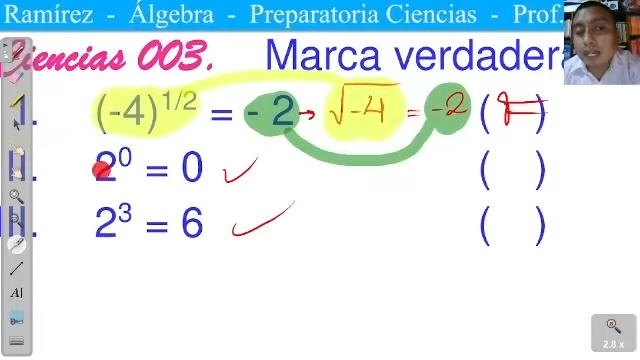 Ramírez - Álgebra - Preparatoria Ciencias - Prof.
Ciencias 003. Marca verdader
I. (-4)^1/2 = - 2 → √-4 = -2 (F)
II. 2^0 = 0 ✓ ( )
III. 2^3 = 6 ✓ ( )
A
2.8 x